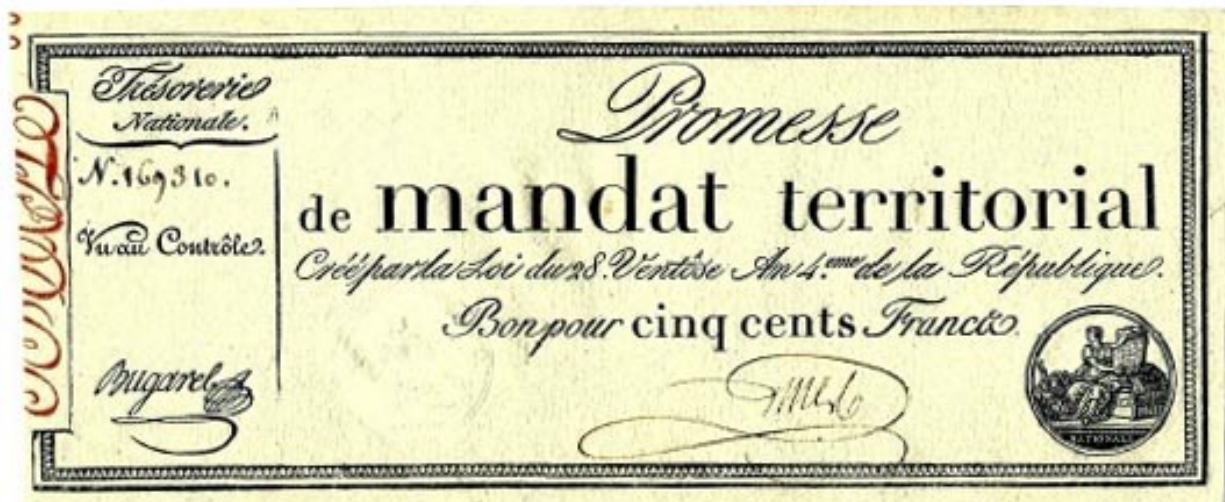 Trésorerie
Nationale.
N. 169310.
Vu au Contrôle.
Bugarel
Promesse
de mandat territorial
Créé par la Loi du 28. Ventôse An 4.eme de la République.
Bon pour cinq cents Francs.
NATIONALE